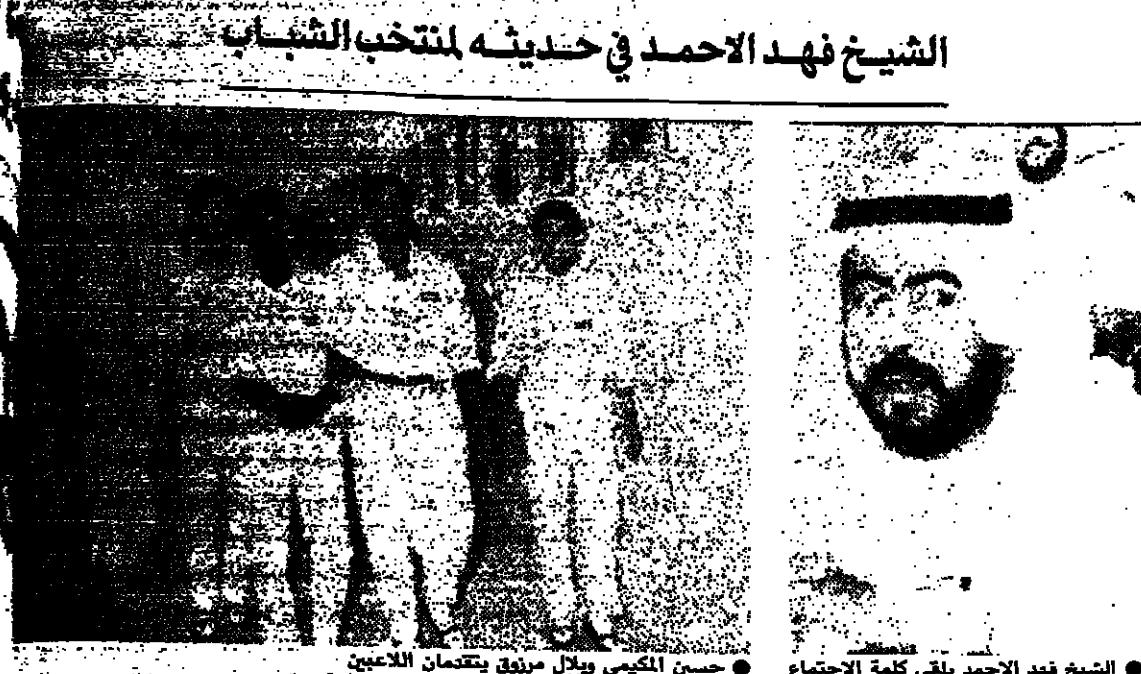 الشيخ فهد الاحمد في حديثه لمنتخب الشباب
● الشيخ فهد الاحمد يلقي كلمة الاجتماع
● حسين المكيمي وبلال مرزوق يتقدمان اللاعبين